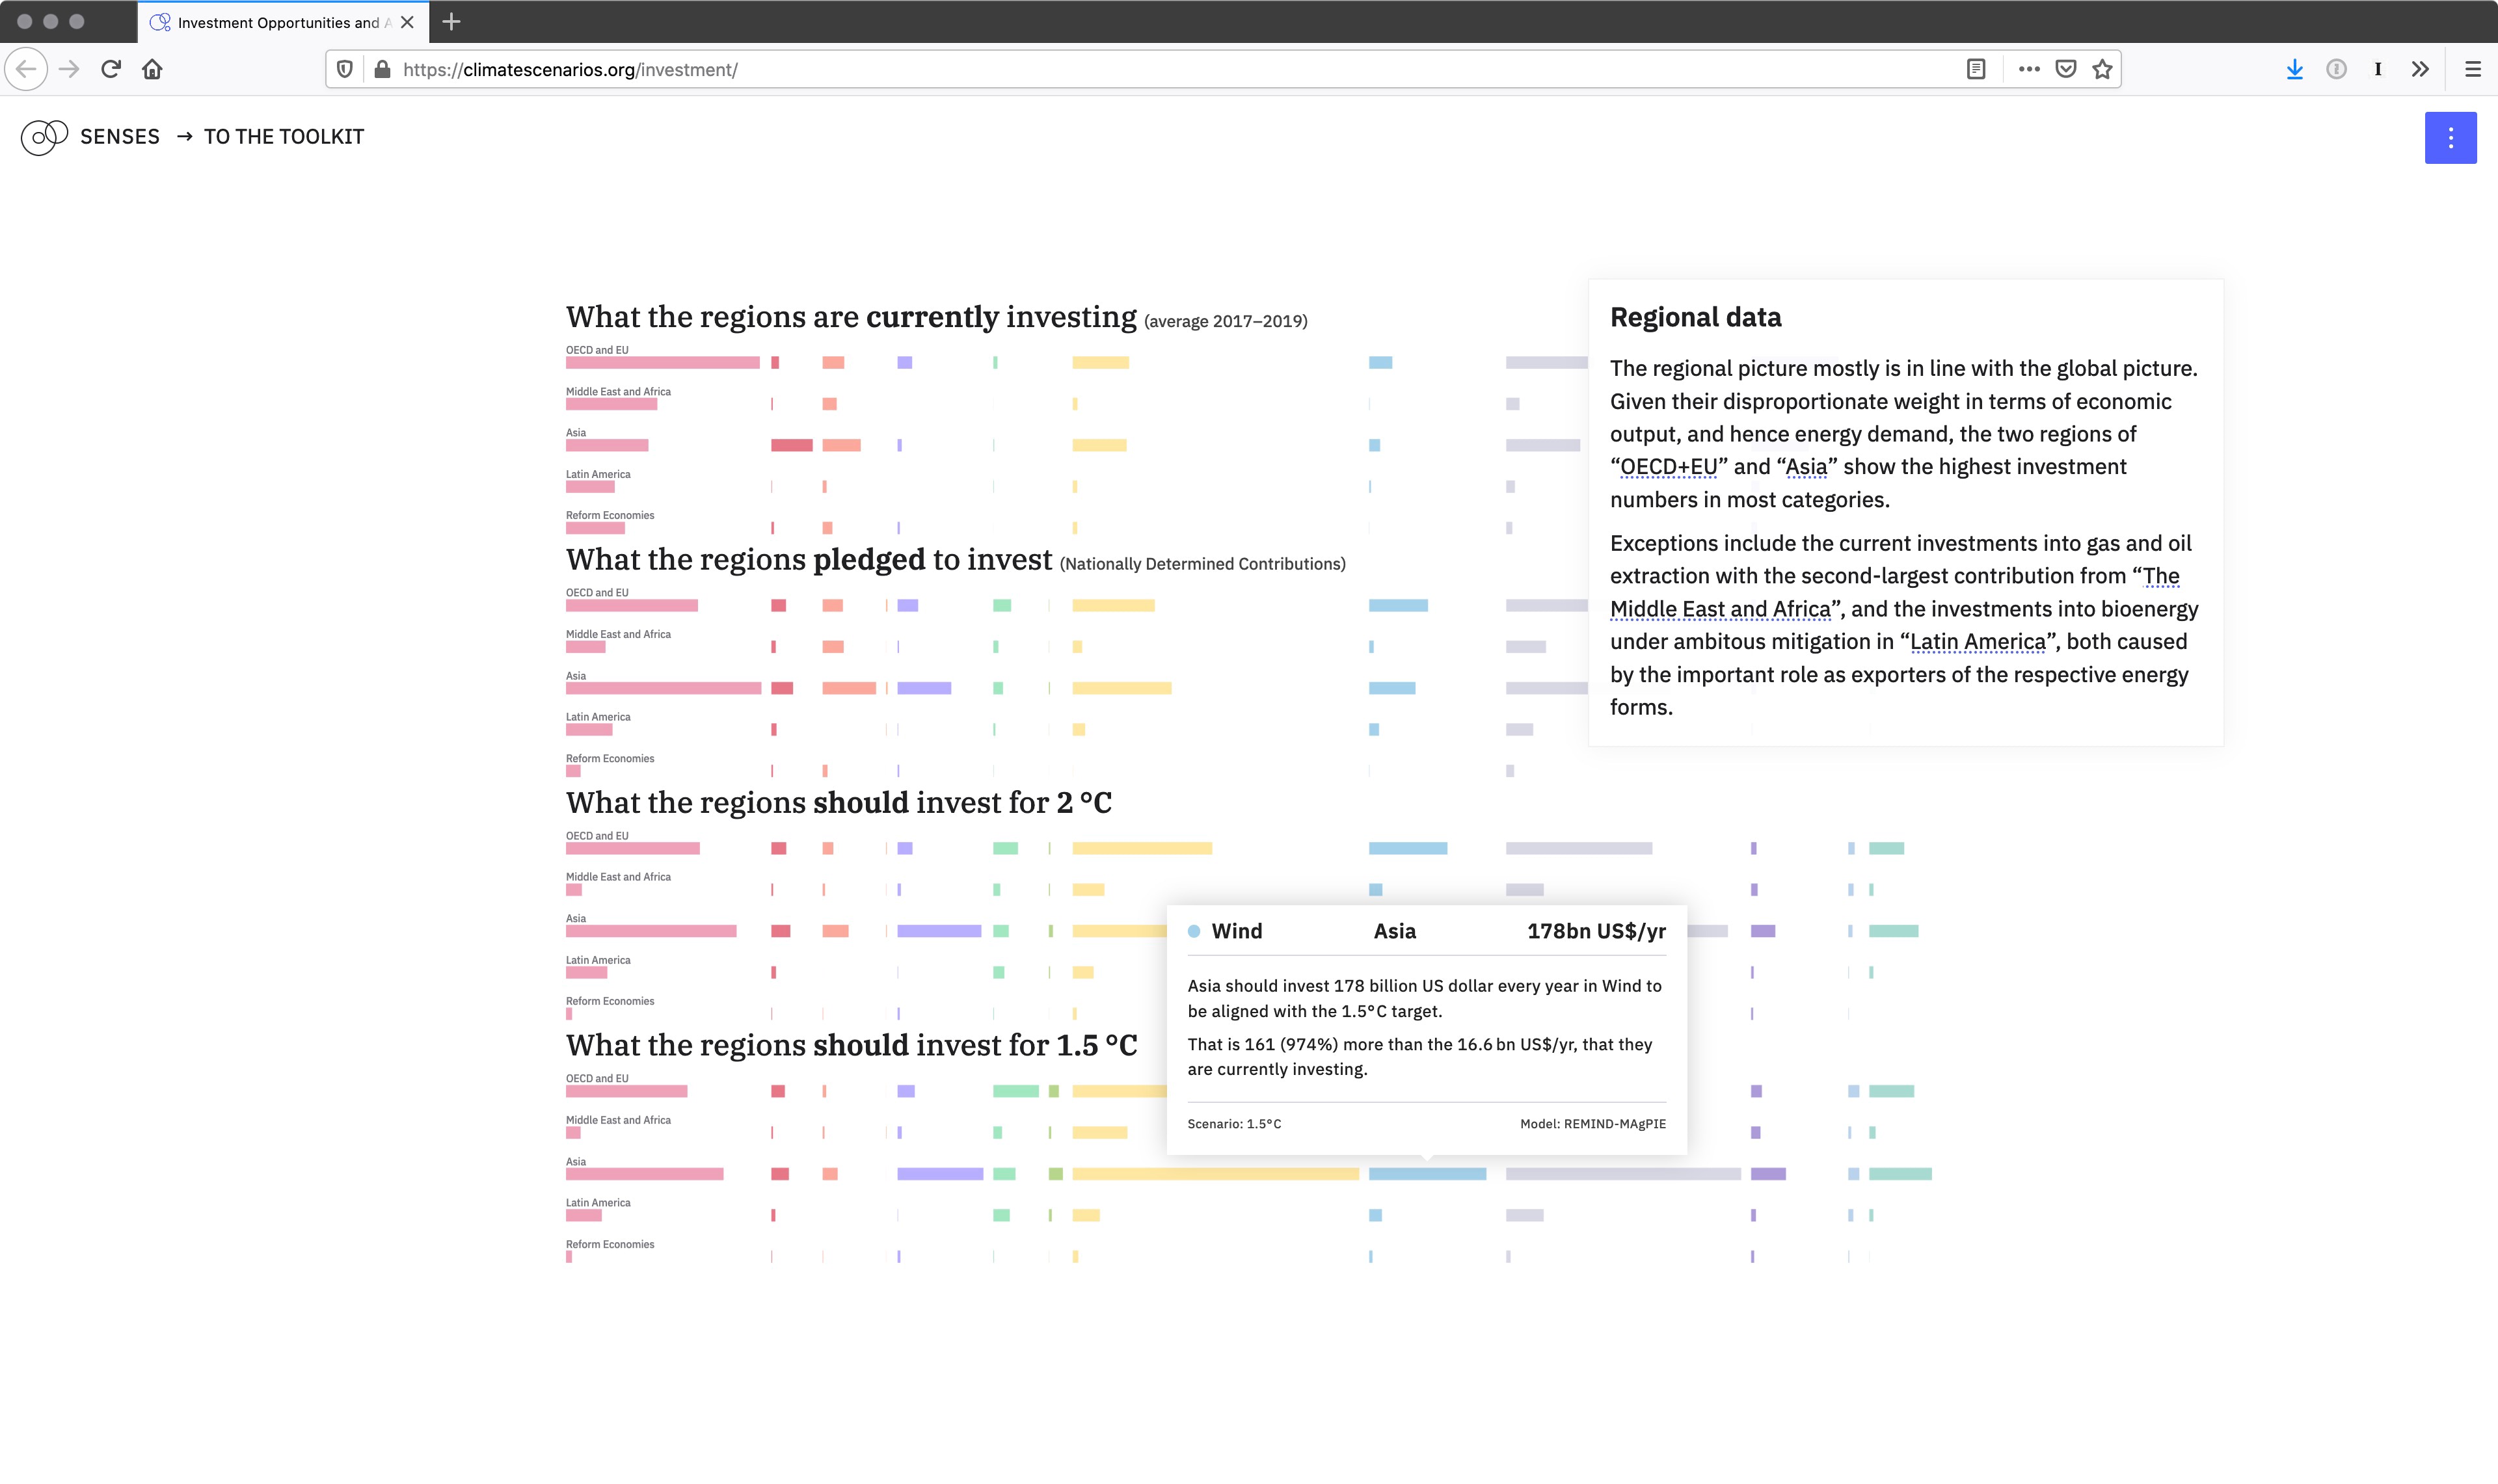 Investment Opportunities and A
https://climatescenarios.org/investment/
SENSES → TO THE TOOLKIT
What the regions are currently investing (average 2017–2019)
OECD and EU
Middle East and Africa
Asia
Latin America
Reform Economies
What the regions pledged to invest (Nationally Determined Contributions)
OECD and EU
Middle East and Africa
Asia
Latin America
Reform Economies
What the regions should invest for 2 °C
OECD and EU
Middle East and Africa
Asia
Latin America
Reform Economies
What the regions should invest for 1.5 °C
OECD and EU
Middle East and Africa
Asia
Latin America
Reform Economies
Regional data
The regional picture mostly is in line with the global picture.
Given their disproportionate weight in terms of economic
output, and hence energy demand, the two regions of
“OECD+EU” and “Asia” show the highest investment
numbers in most categories.
Exceptions include the current investments into gas and oil
extraction with the second-largest contribution from “The
Middle East and Africa”, and the investments into bioenergy
under ambitous mitigation in “Latin America”, both caused
by the important role as exporters of the respective energy
forms.
Wind Asia 178bn US$/yr
Asia should invest 178 billion US dollar every year in Wind to
be aligned with the 1.5°C target.
That is 161 (974%) more than the 16.6 bn US$/yr, that they
are currently investing.
Scenario: 1.5°C Model: REMIND-MAgPIE